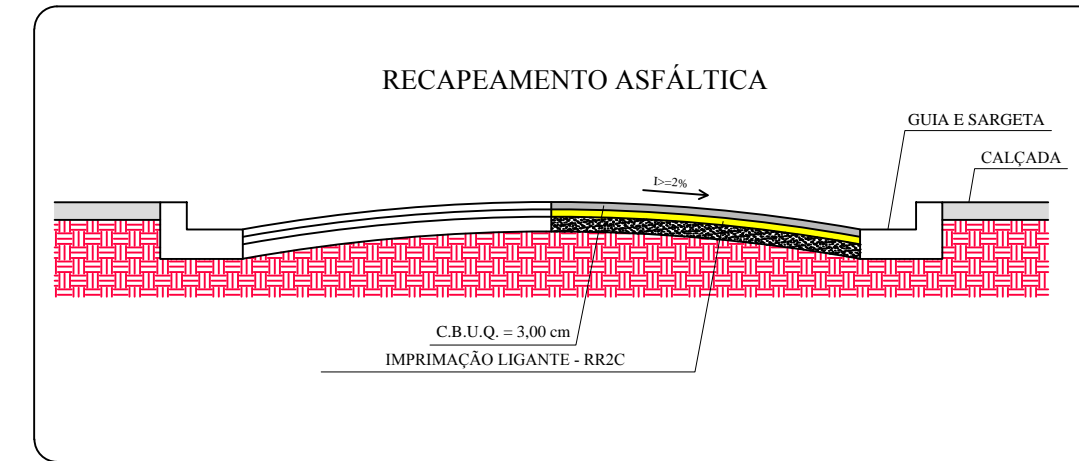 RECAPEAMENTO ASFÁLTICA
GUIA E SARGETA
CALÇADA
I>=2%
C.B.U.Q. = 3,00 cm
IMPRIMAÇÃO LIGANTE - RR2C